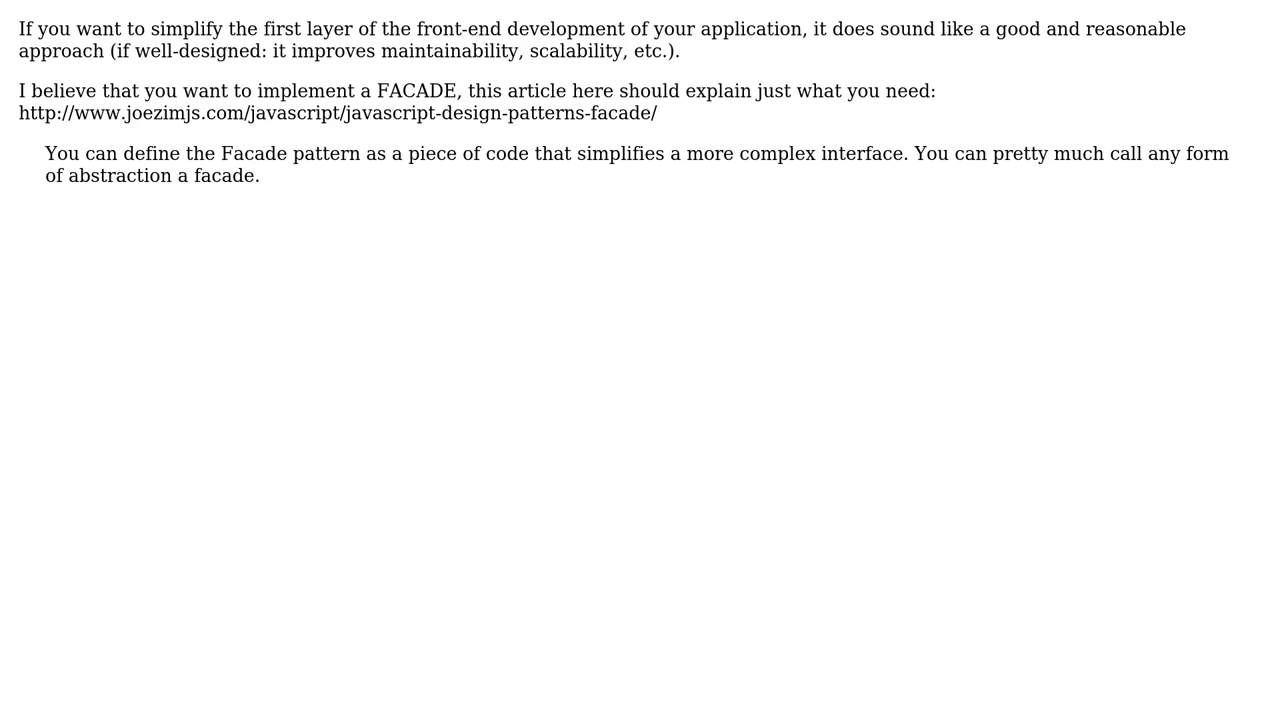 If you want to simplify the first layer of the front-end development of your application, it does sound like a good and reasonable
approach (if well-designed: it improves maintainability, scalability, etc.).
I believe that you want to implement a FACADE, this article here should explain just what you need:
http://www.joezimjs.com/javascript/javascript-design-patterns-facade/
You can define the Facade pattern as a piece of code that simplifies a more complex interface. You can pretty much call any form
of abstraction a facade.